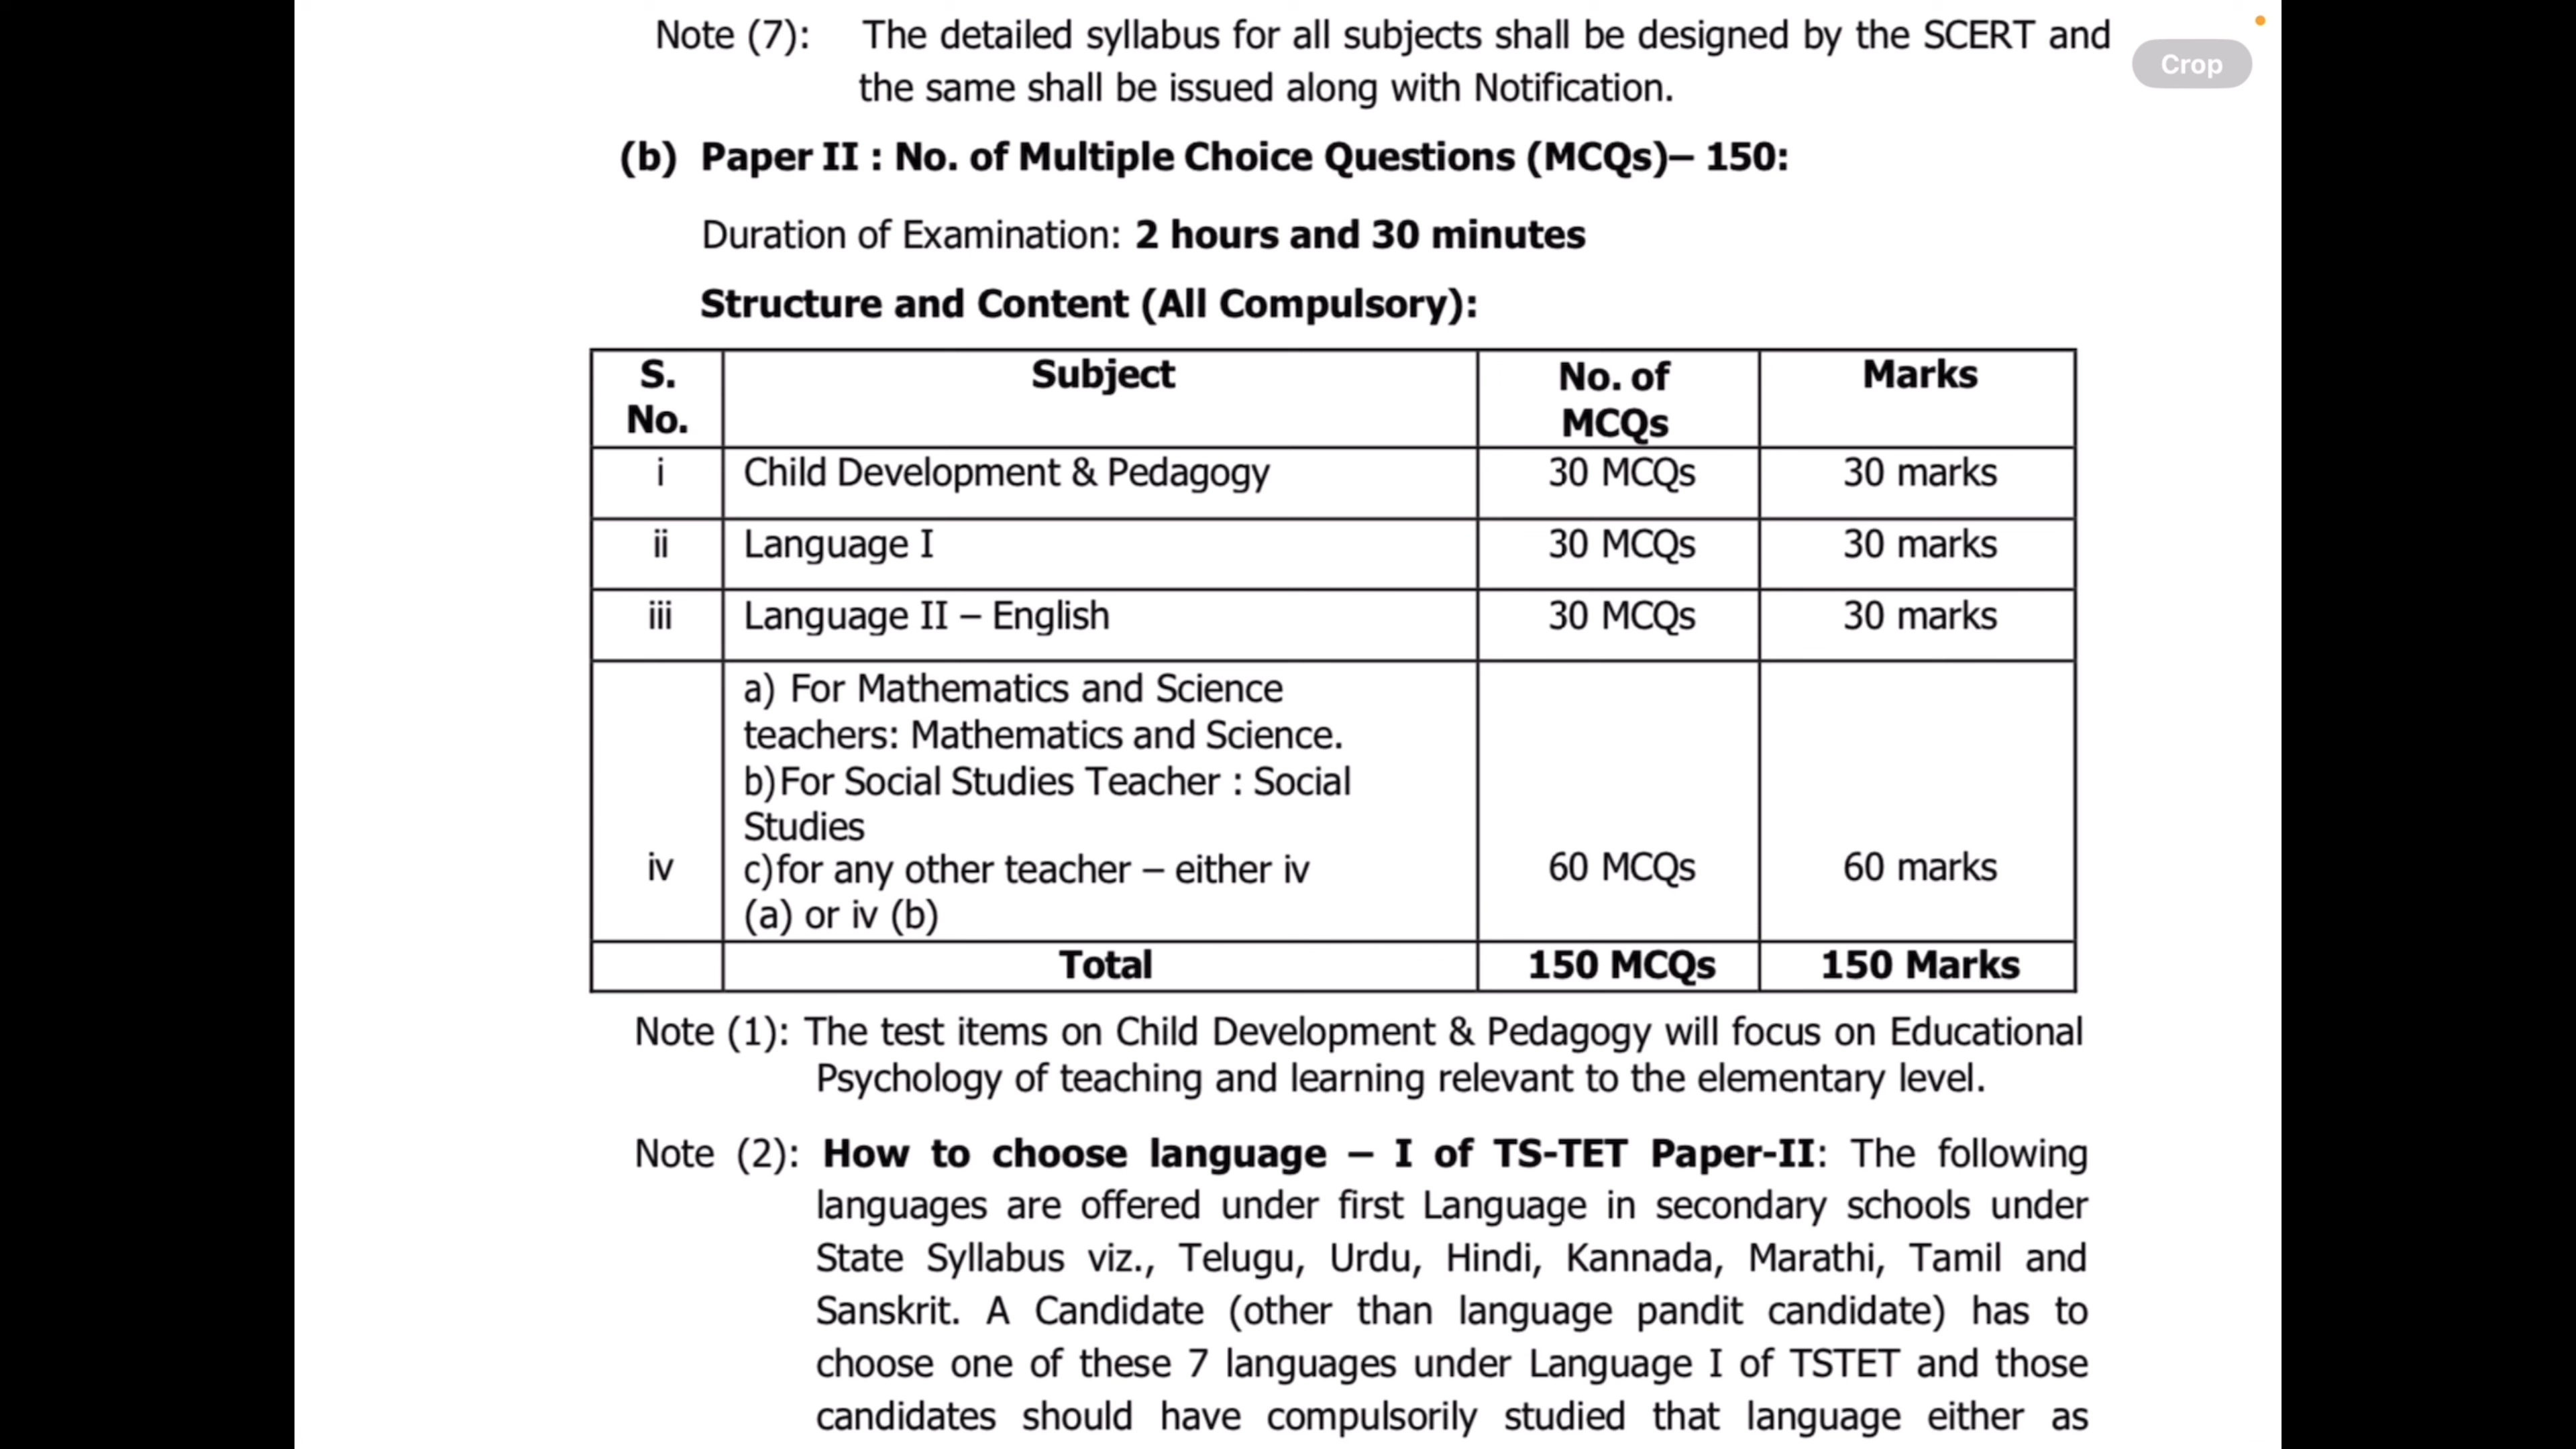 Note (7): The detailed syllabus for all subjects shall be designed by the SCERT and
the same shall be issued along with Notification.
Crop
(b) Paper II : No. of Multiple Choice Questions (MCQs)– 150:
Duration of Examination: 2 hours and 30 minutes
Structure and Content (All Compulsory):
S. No. Subject No. of MCQs Marks
i Child Development & Pedagogy 30 MCQs 30 marks
ii Language I 30 MCQs 30 marks
iii Language II – English 30 MCQs 30 marks
a) For Mathematics and Science
teachers: Mathematics and Science.
b)For Social Studies Teacher : Social
Studies
iv c)for any other teacher – either iv 60 MCQs 60 marks
(a) or iv (b)
Total 150 MCQs 150 Marks
Note (1): The test items on Child Development & Pedagogy will focus on Educational
Psychology of teaching and learning relevant to the elementary level.
Note (2): How to choose language – I of TS-TET Paper-II: The following
languages are offered under first Language in secondary schools under
State Syllabus viz., Telugu, Urdu, Hindi, Kannada, Marathi, Tamil and
Sanskrit. A Candidate (other than language pandit candidate) has to
choose one of these 7 languages under Language I of TSTET and those
candidates should have compulsorily studied that language either as